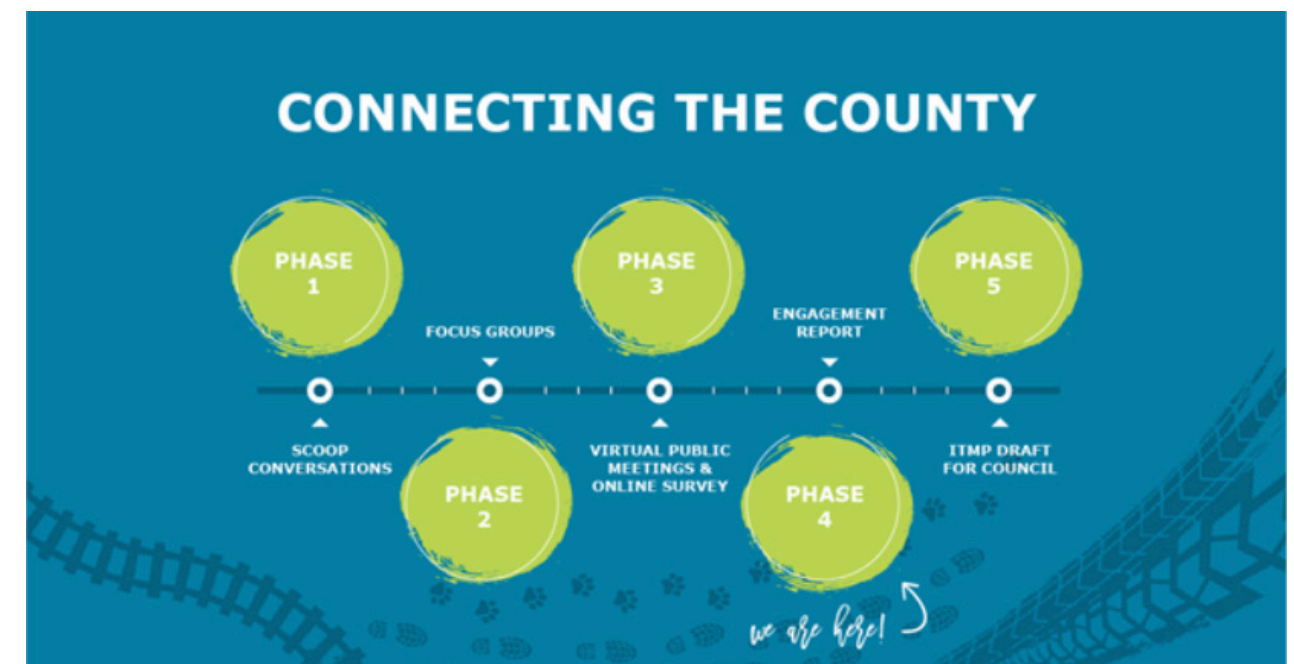 CONNECTING THE COUNTY
PHASE
1
SCOOP
CONVERSATIONS
FOCUS GROUPS
PHASE
2
PHASE
3
VIRTUAL PUBLIC
MEETINGS &
ONLINE SURVEY
ENGAGEMENT
REPORT
PHASE
4
we are here!
PHASE
5
ITMP DRAFT
FOR COUNCIL